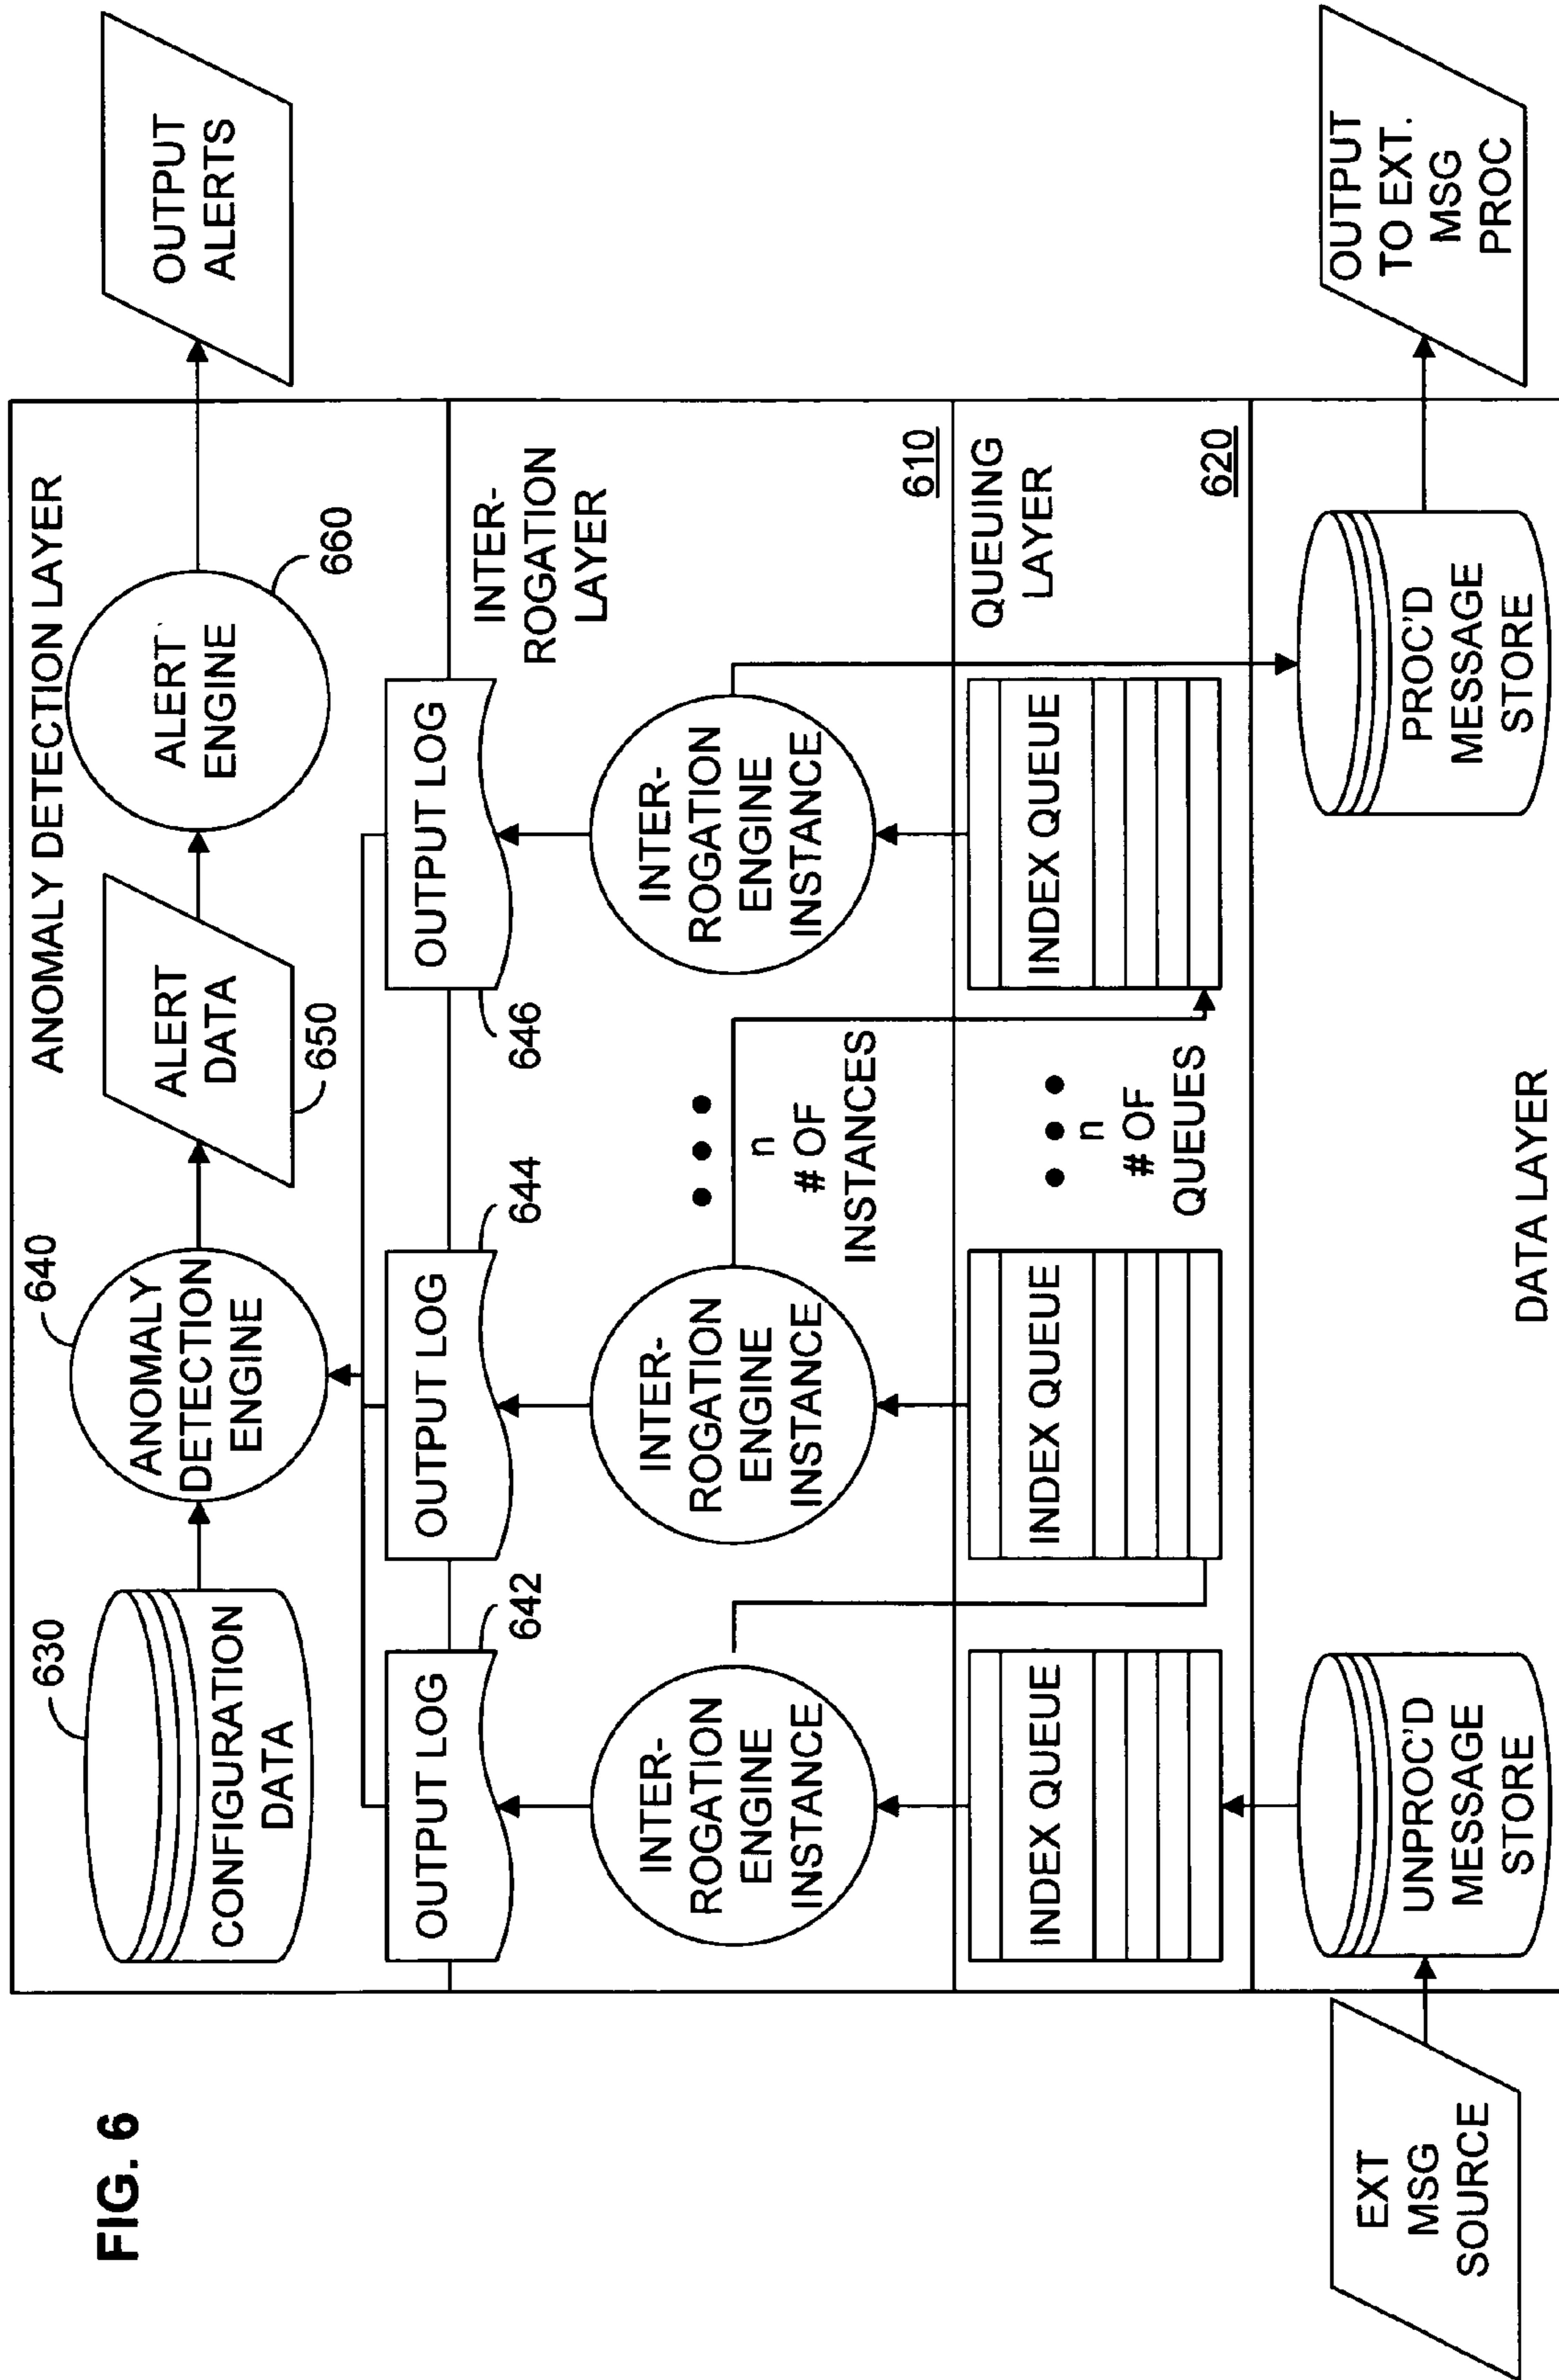 FIG. 6
ANOMALY DETECTION LAYER
630
CONFIGURATION
DATA
640
ANOMALY
DETECTION
ENGINE
ALERT
DATA
650
ALERT
ENGINE
660
OUTPUT
ALERTS
OUTPUT LOG
642
OUTPUT LOG
644
OUTPUT LOG
646
INTER-
ROGATION
LAYER
INTER-
ROGATION
ENGINE
INSTANCE
INTER-
ROGATION
ENGINE
INSTANCE
n
# OF
INSTANCES
INTER-
ROGATION
ENGINE
INSTANCE
610
INDEX QUEUE
INDEX QUEUE
n
# OF
QUEUES
INDEX QUEUE
QUEUING
LAYER
620
EXT
MSG
SOURCE
UNPROC'D
MESSAGE
STORE
DATA LAYER
PROC'D
MESSAGE
STORE
OUTPUT
TO EXT.
MSG
PROC